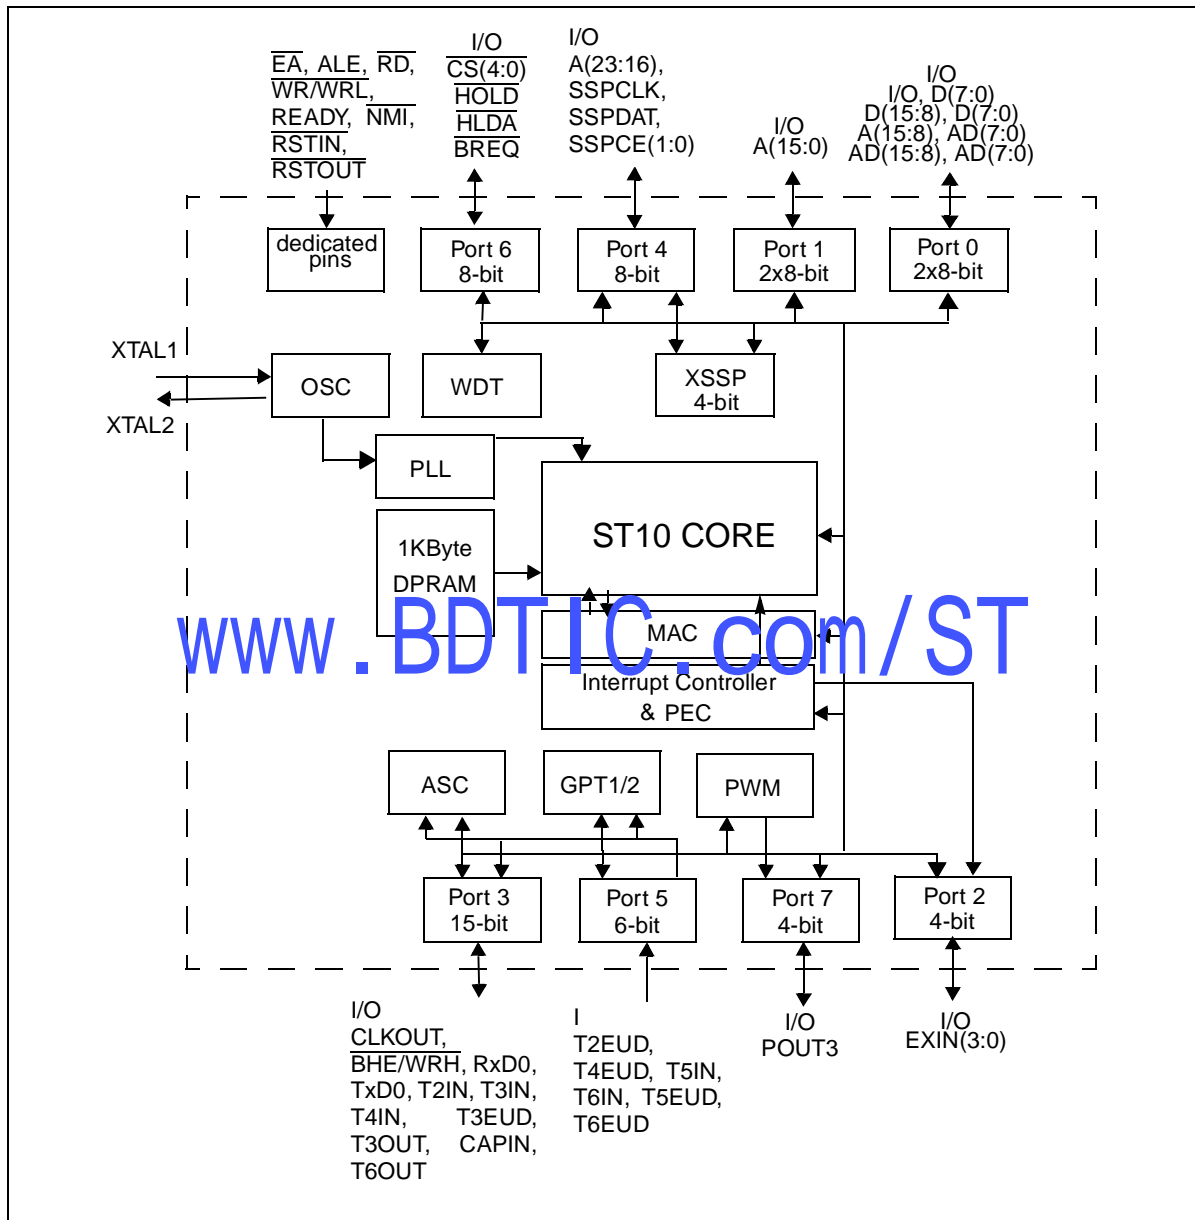 EA, ALE, RD,
WR/WRL,
READY, NMI,
RSTIN,
RSTOUT
I/O
CS(4:0)
HOLD
HLDA
BREQ
I/O
A(23:16),
SSPCLK,
SSPDAT,
SSPCE(1:0)
I/O
A(15:0)
I/O
I/O, D(7:0)
D(15:8), D(7:0)
A(15:8), AD(7:0)
AD(15:8), AD(7:0)
dedicated
pins
Port 6
8-bit
Port 4
8-bit
Port 1
2x8-bit
Port 0
2x8-bit
XTAL1
XTAL2
OSC
WDT
XSSP
4-bit
PLL
ST10 CORE
1KByte
DPRAM
MAC
www.BDTIC.com/ST
Interrupt Controller
& PEC
ASC
GPT1/2
PWM
Port 3
15-bit
Port 5
6-bit
Port 7
4-bit
Port 2
4-bit
I/O
CLKOUT,
BHE/WRH, RxD0,
TxD0, T2IN, T3IN,
T4IN, T3EUD,
T3OUT, CAPIN,
T6OUT
I
T2EUD,
T4EUD, T5IN,
T6IN, T5EUD,
T6EUD
I/O
POUT3
I/O
EXIN(3:0)